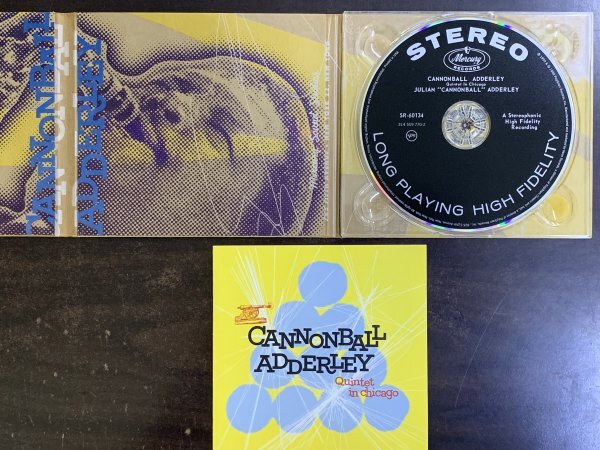 CANNONBALL
ADDERLEY
STEREO
Mercury
RECORDS
CANNONBALL ADDERLEY
Quintet in Chicago
JULIAN "CANNONBALL" ADDERLEY
SR-60134
A Stereophonic
High Fidelity
Recording
LONG PLAYING HIGH FIDELITY
CANNONBALL
ADDERLEY
Quintet
in chicago